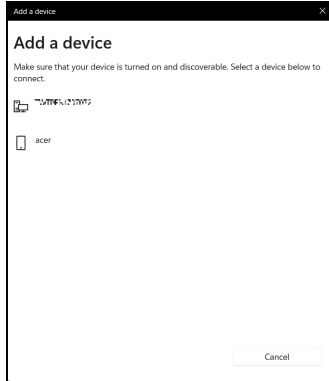 Add a device
Add a device
Make sure that your device is turned on and discoverable. Select a device below to
connect.
acer
Cancel